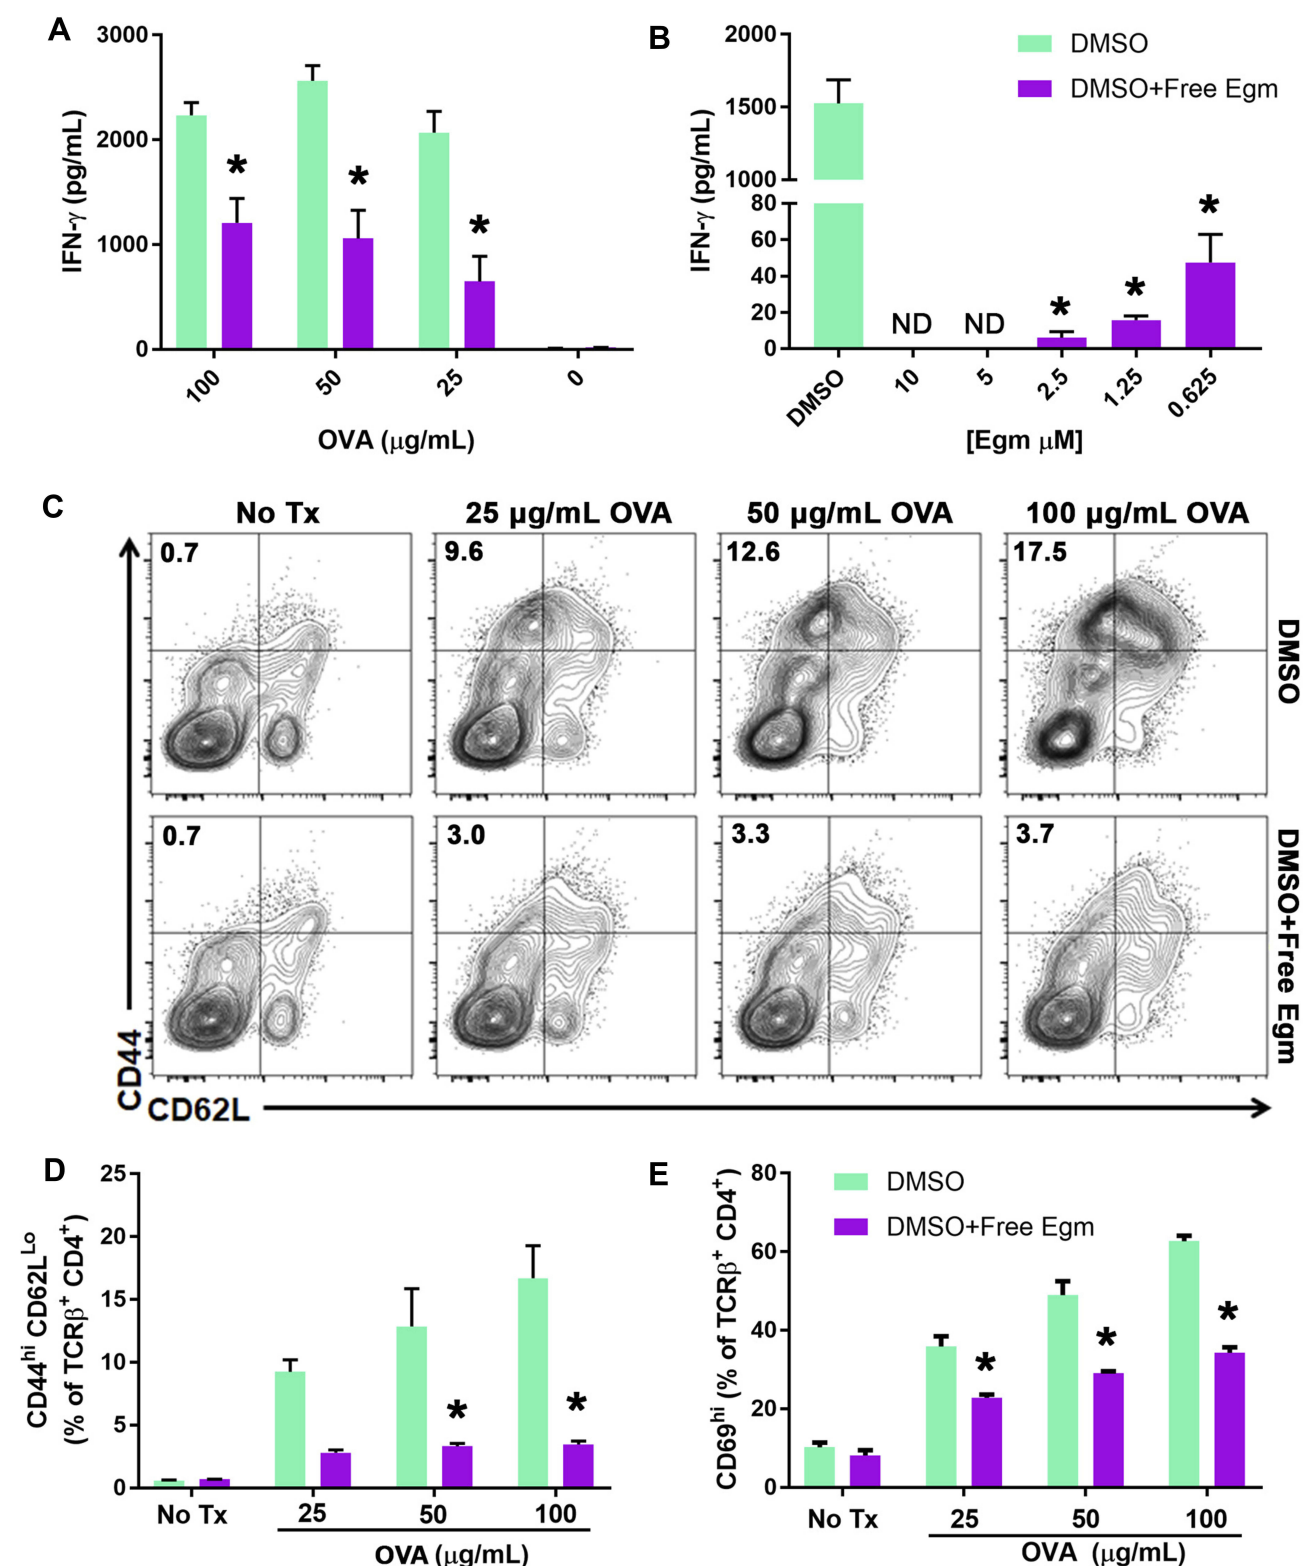 A
3000
2000
1000
0
IFN-γ (pg/mL)
*
*
*
100
50
25
0
OVA (μg/mL)
B
2000
1500
1000
80
60
40
20
0
IFN-γ (pg/mL)
DMSO
DMSO+Free Egm
ND
ND
*
*
*
DMSO
10
5
2.5
1.25
0.625
[Egm μM]
C
No Tx
25 μg/mL OVA
50 μg/mL OVA
100 μg/mL OVA
0.7
9.6
12.6
17.5
DMSO
0.7
3.0
3.3
3.7
DMSO+Free Egm
CD44
CD62L
D
25
20
15
10
5
0
CD44hi CD62LLo
(% of TCRβ+ CD4+)
*
*
No Tx
25
50
100
OVA (μg/mL)
E
80
60
40
20
0
CD69hi (% of TCRβ+ CD4+)
DMSO
DMSO+Free Egm
*
*
*
No Tx
25
50
100
OVA (μg/mL)